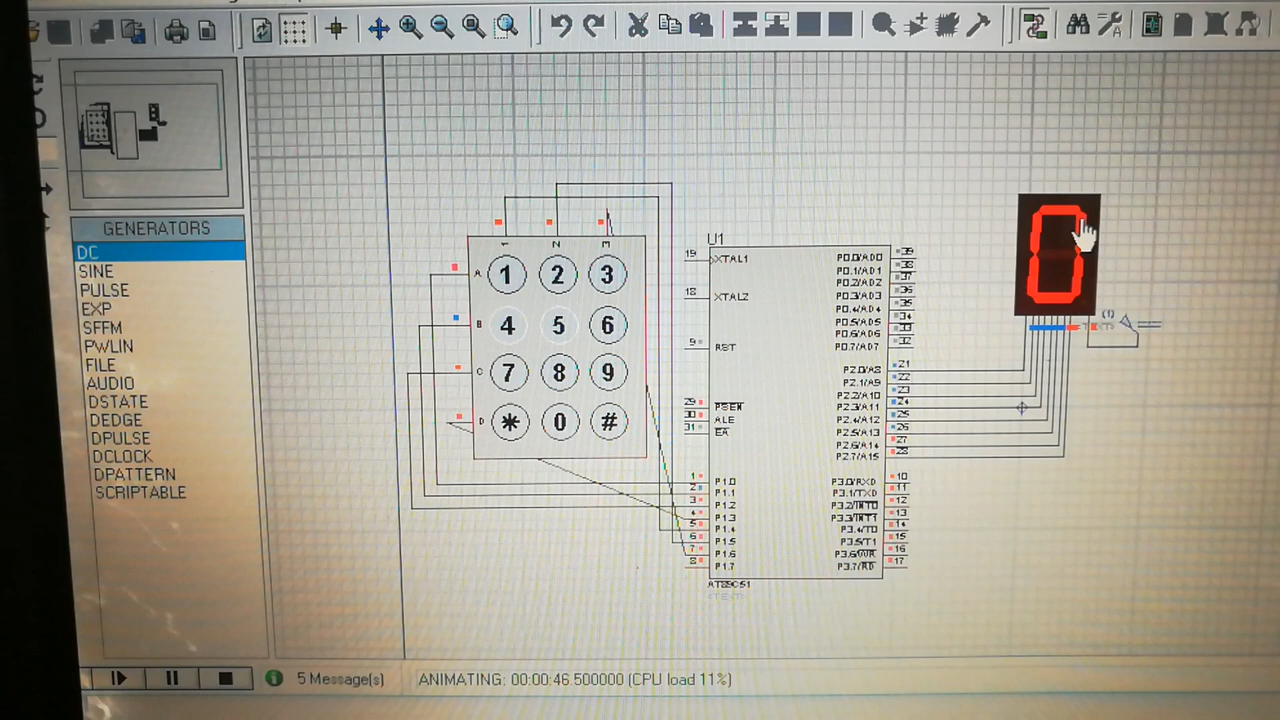 GENERATORS
DC
SINE
PULSE
EXP
SFFM
PWLIN
FILE
AUDIO
DSTATE
DEDGE
DPULSE
DCLOCK
DPATTERN
SCRIPTABLE
1 2 3
A 1 2 3
B 4 5 6
C 7 8 9
D * 0 #
U1
19 XTAL1
18 XTAL2
9 RST
29 PSEN
30 ALE
31 EA
1 P1.0
2 P1.1
3 P1.2
4 P1.3
5 P1.4
6 P1.5
7 P1.6
8 P1.7
P0.0/AD0 39
P0.1/AD1 38
P0.2/AD2 37
P0.3/AD3 36
P0.4/AD4 35
P0.5/AD5 34
P0.6/AD6 33
P0.7/AD7 32
P2.0/A8 21
P2.1/A9 22
P2.2/A10 23
P2.3/A11 24
P2.4/A12 25
P2.5/A13 26
P2.6/A14 27
P2.7/A15 28
P3.0/RXD 10
P3.1/TXD 11
P3.2/INT0 12
P3.3/INT1 13
P3.4/T0 14
P3.5/T1 15
P3.6/WR 16
P3.7/RD 17
AT89C51
<TEXT>
0
(1)
5 Message(s)
ANIMATING: 00:00:46.500000 (CPU load 11%)